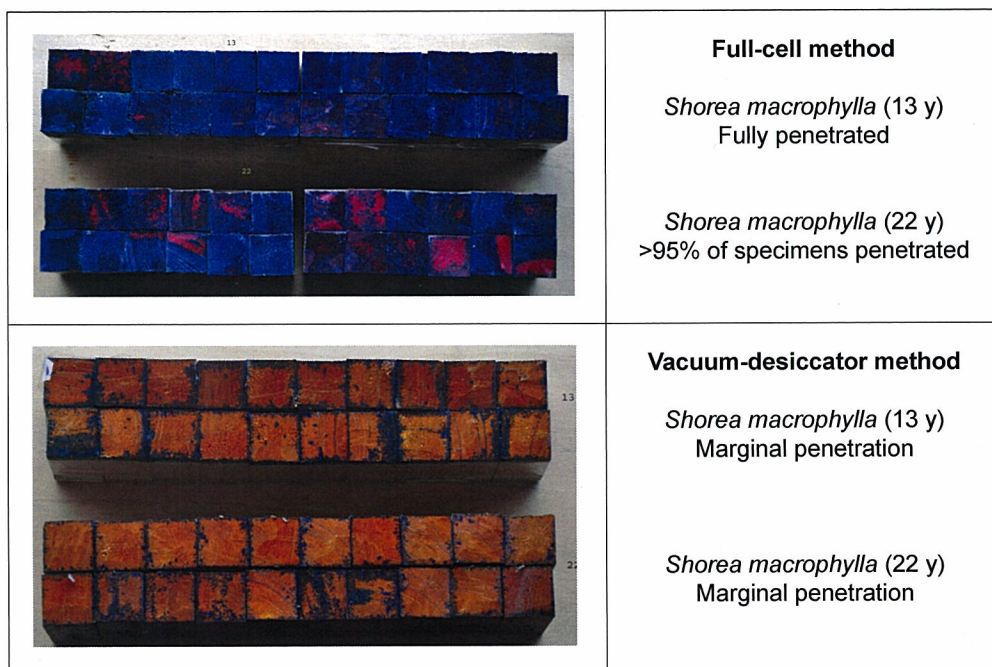 13
22
Full-cell method
Shorea macrophylla (13 y)
Fully penetrated
Shorea macrophylla (22 y)
>95% of specimens penetrated
13
22
Vacuum-desiccator method
Shorea macrophylla (13 y)
Marginal penetration
Shorea macrophylla (22 y)
Marginal penetration